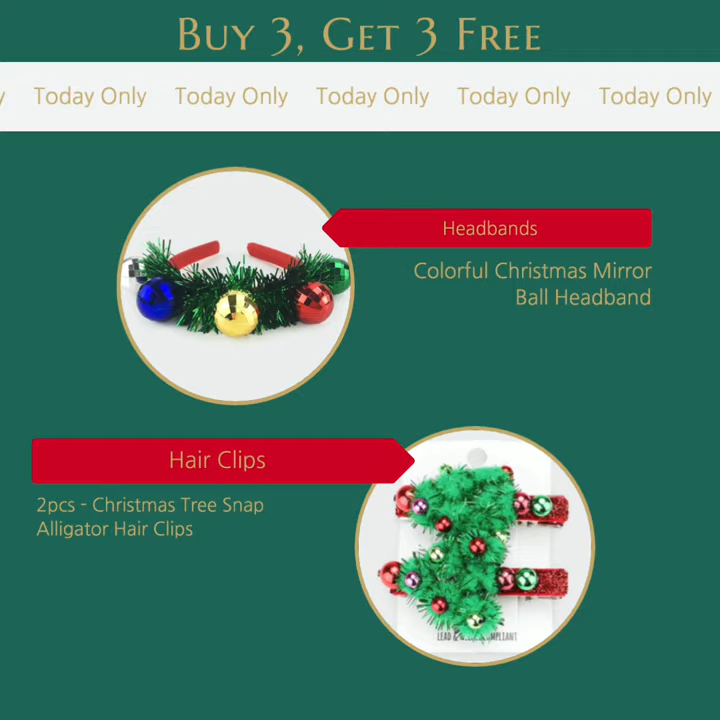 Buy 3, Get 3 Free
Today Only Today Only Today Only Today Only Today Only
Headbands
Colorful Christmas Mirror
Ball Headband
Hair Clips
2pcs - Christmas Tree Snap
Alligator Hair Clips
LEAD &